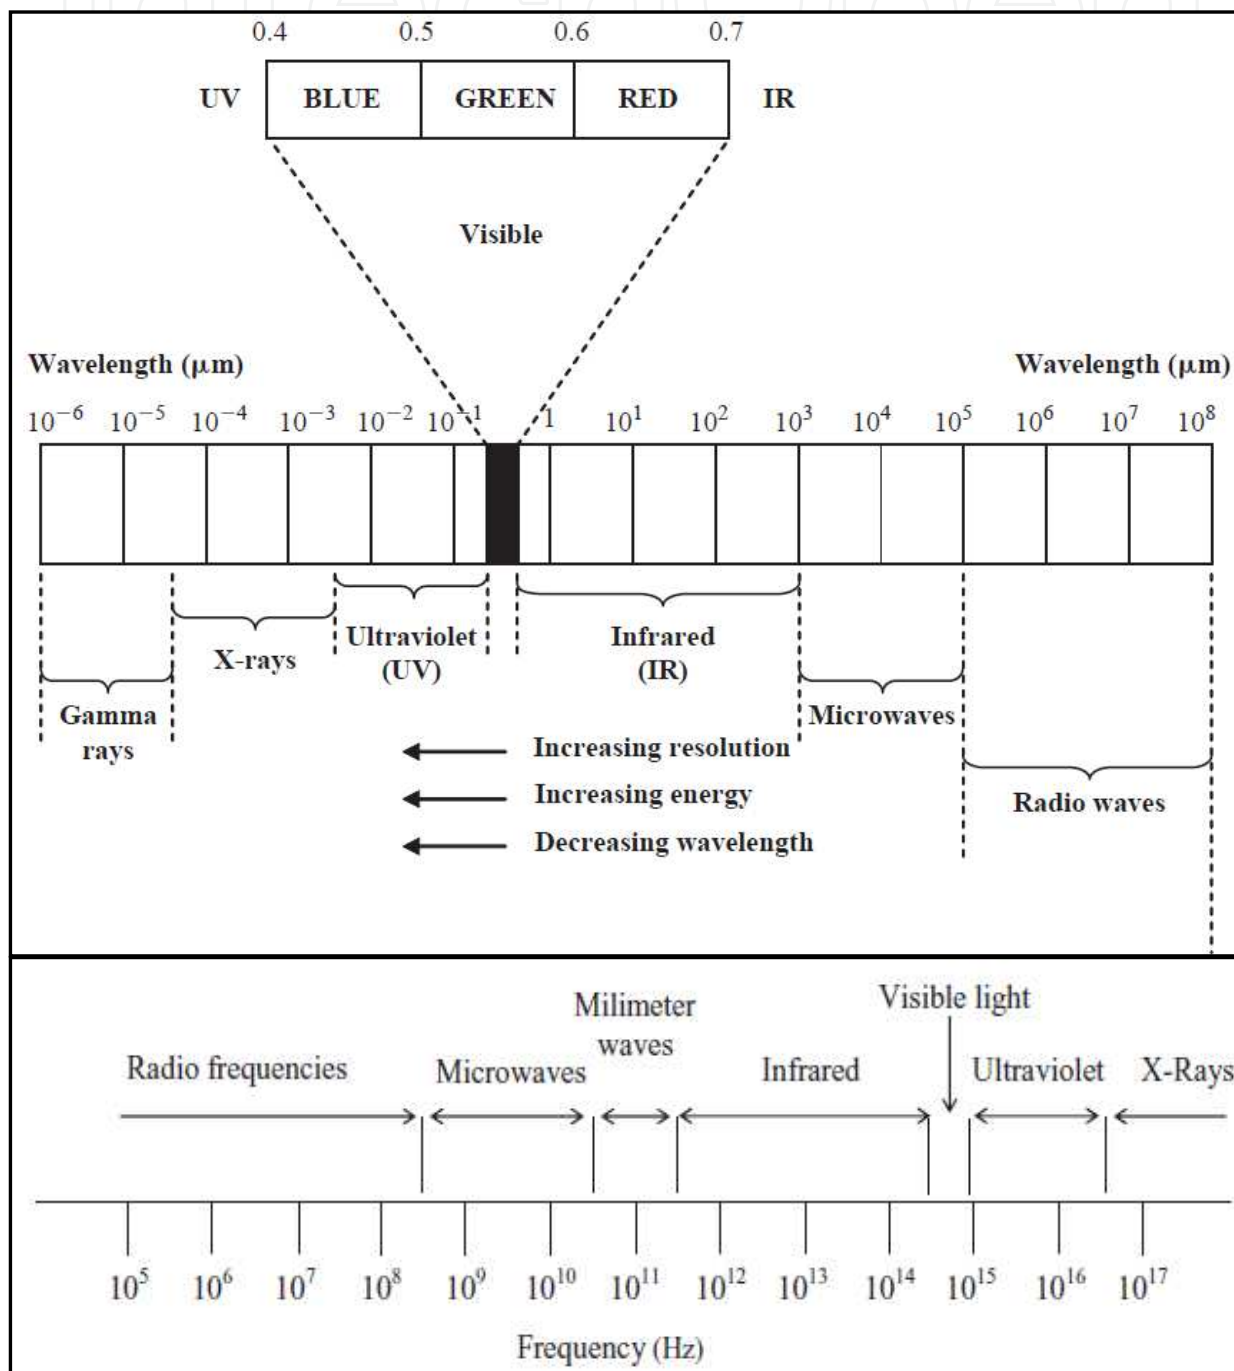 0.4 0.5 0.6 0.7
UV BLUE GREEN RED IR
Visible
Wavelength (μm) Wavelength (μm)
10⁻⁶ 10⁻⁵ 10⁻⁴ 10⁻³ 10⁻² 10⁻¹ 1 10¹ 10² 10³ 10⁴ 10⁵ 10⁶ 10⁷ 10⁸
Gamma
rays
X-rays
Ultraviolet
(UV)
Infrared
(IR)
Microwaves
Radio waves
Increasing resolution
Increasing energy
Decreasing wavelength
Radio frequencies
Microwaves
Milimeter
waves
Infrared
Visible light
Ultraviolet
X-Rays
10⁵ 10⁶ 10⁷ 10⁸ 10⁹ 10¹⁰ 10¹¹ 10¹² 10¹³ 10¹⁴ 10¹⁵ 10¹⁶ 10¹⁷
Frequency (Hz)